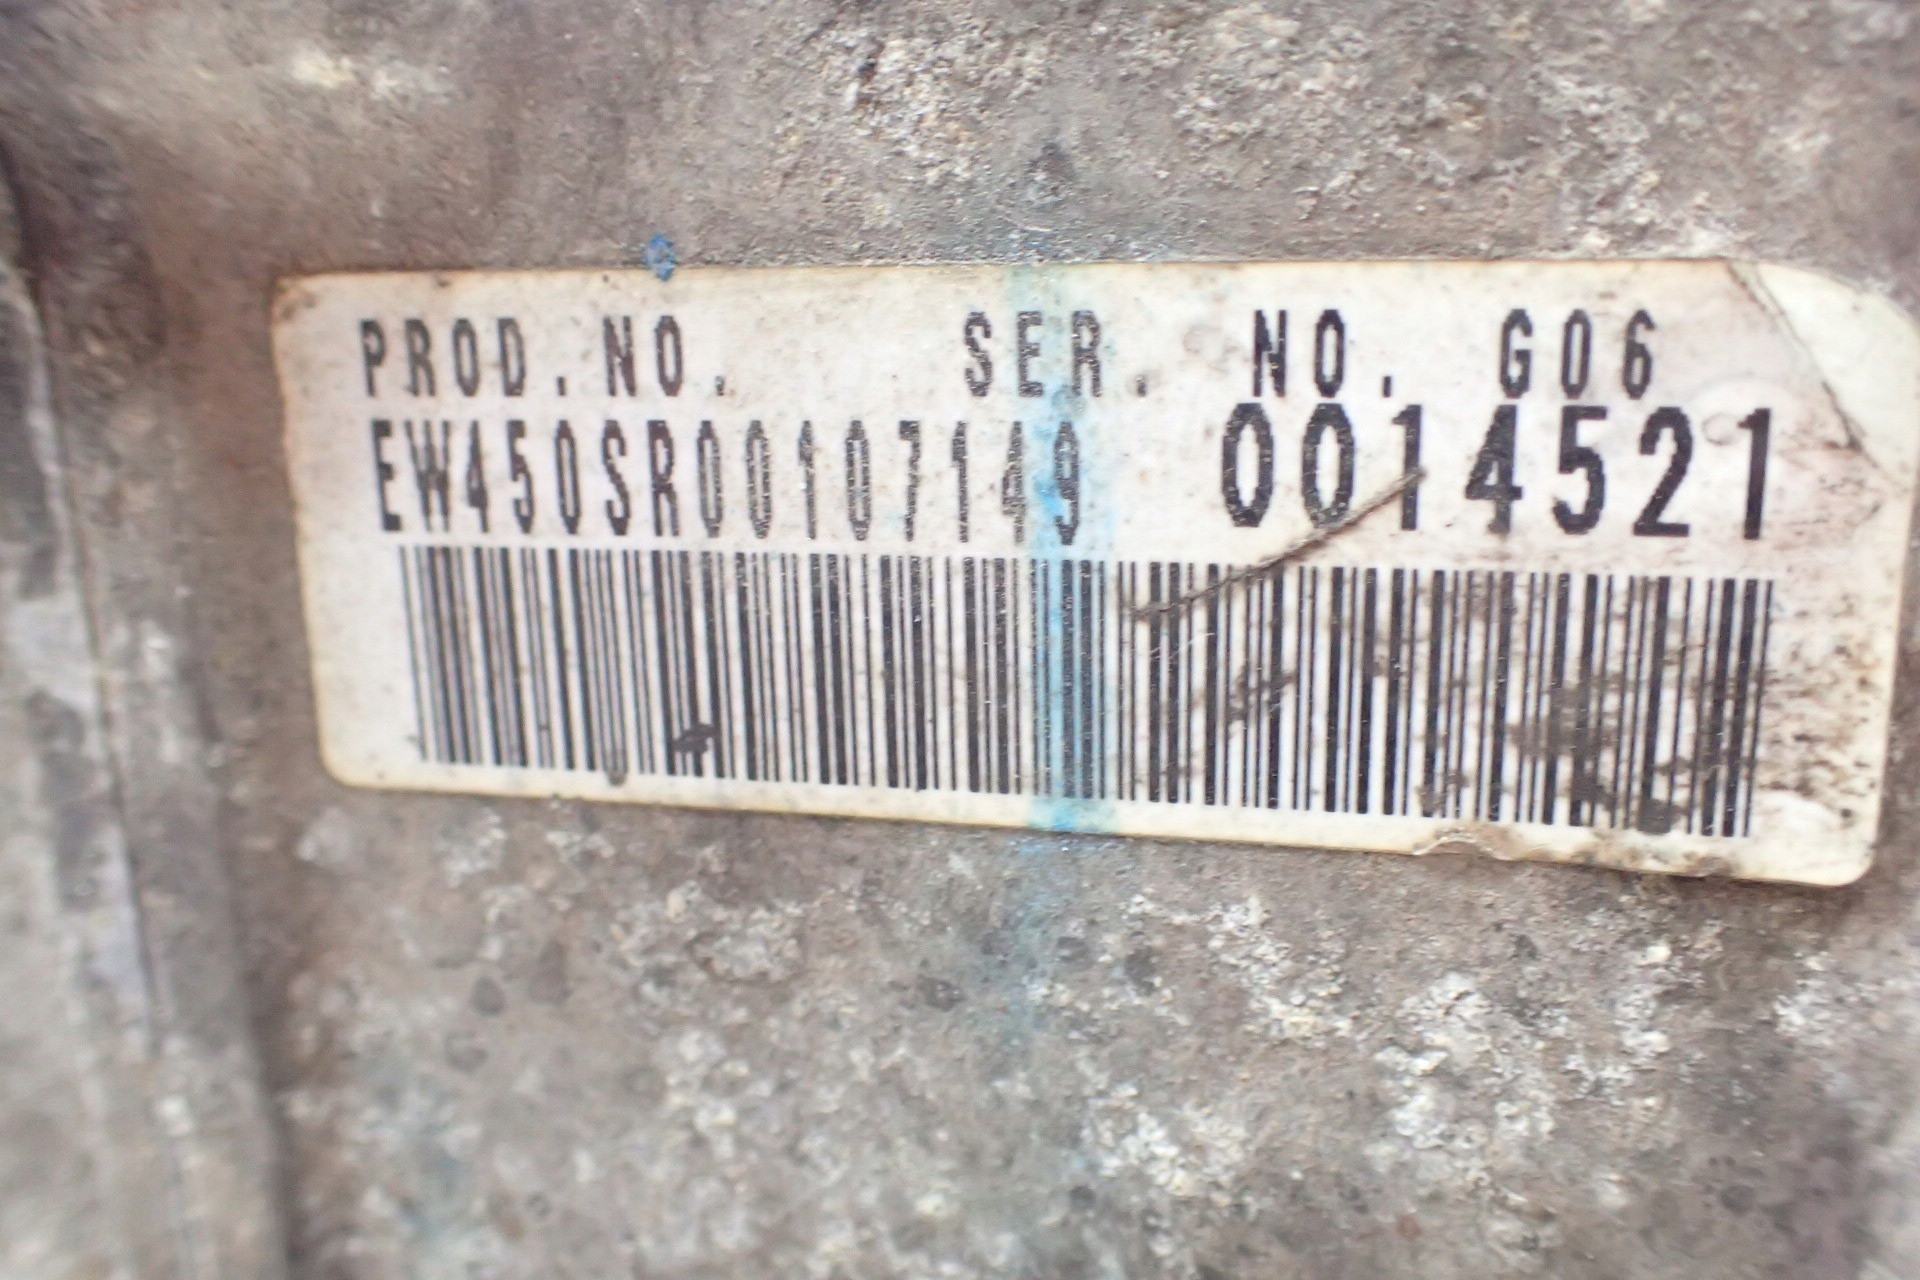 PROD.NO. SER. NO. G06
EW450SR00107149 0014521